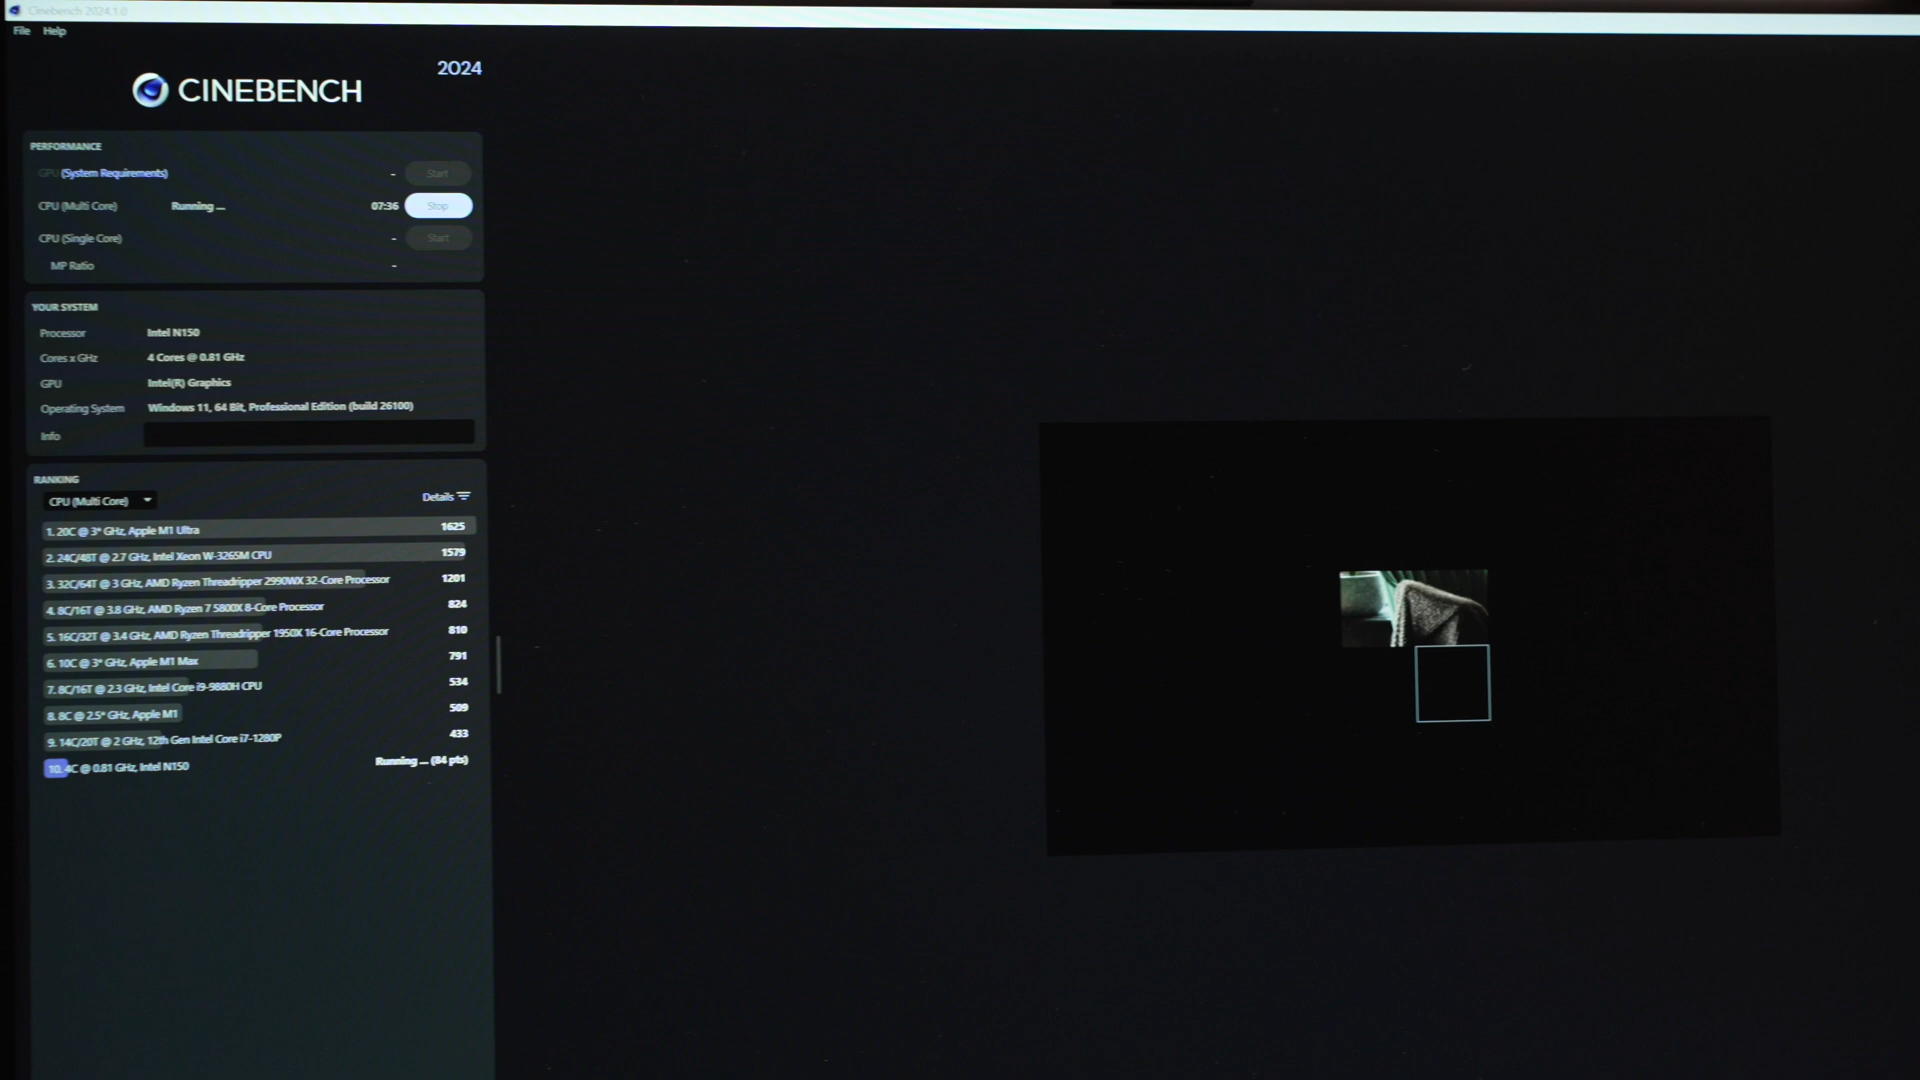 Cinebench 2024.1.0
File Help
CINEBENCH 2024
PERFORMANCE
GPU (System Requirements) - Start
CPU (Multi Core) Running ... 07:36 Stop
CPU (Single Core) - Start
MP Ratio -
YOUR SYSTEM
Processor Intel N150
Cores x GHz 4 Cores @ 0.81 GHz
GPU Intel(R) Graphics
Operating System Windows 11, 64 Bit, Professional Edition (build 26100)
Info
RANKING
CPU (Multi Core) Details
1. 20C @ 3* GHz, Apple M1 Ultra 1625
2. 24C/48T @ 2.7 GHz, Intel Xeon W-3265M CPU 1579
3. 32C/64T @ 3 GHz, AMD Ryzen Threadripper 2990WX 32-Core Processor 1201
4. 8C/16T @ 3.8 GHz, AMD Ryzen 7 5800X 8-Core Processor 824
5. 16C/32T @ 3.4 GHz, AMD Ryzen Threadripper 1950X 16-Core Processor 810
6. 10C @ 3* GHz, Apple M1 Max 791
7. 8C/16T @ 2.3 GHz, Intel Core i9-9880H CPU 534
8. 8C @ 2.5* GHz, Apple M1 509
9. 14C/20T @ 2 GHz, 12th Gen Intel Core i7-1280P 433
10. 4C @ 0.81 GHz, Intel N150 Running ... (84 pts)